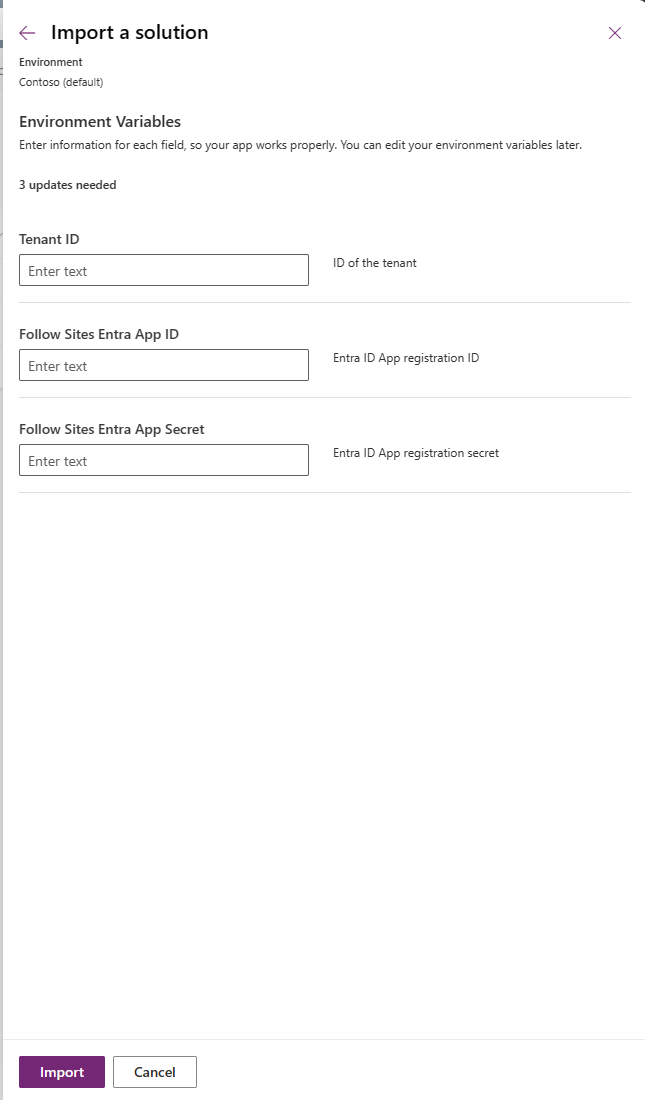 Import a solution
Environment
Contoso (default)
Environment Variables
Enter information for each field, so your app works properly. You can edit your environment variables later.
3 updates needed
Tenant ID
Enter text
ID of the tenant
Follow Sites Entra App ID
Enter text
Entra ID App registration ID
Follow Sites Entra App Secret
Enter text
Entra ID App registration secret
Import
Cancel